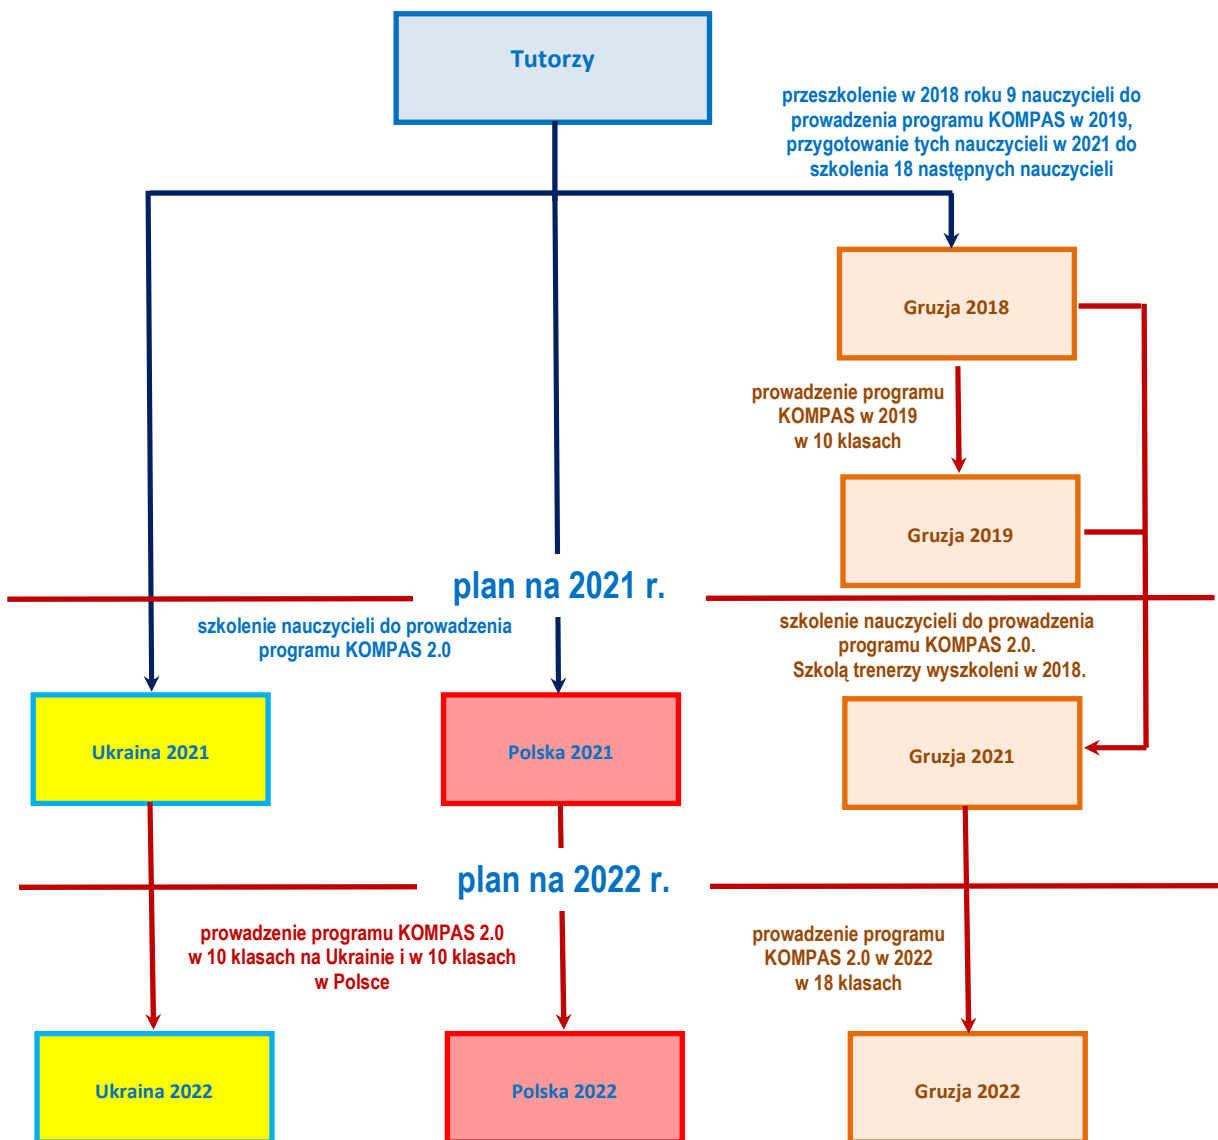 Tutorzy
przeszkolenie w 2018 roku 9 nauczycieli do
prowadzenia programu KOMPAS w 2019,
przygotowanie tych nauczycieli w 2021 do
szkolenia 18 następnych nauczycieli
Gruzja 2018
prowadzenie programu
KOMPAS w 2019
w 10 klasach
Gruzja 2019
plan na 2021 r.
szkolenie nauczycieli do prowadzenia
programu KOMPAS 2.0
szkolenie nauczycieli do prowadzenia
programu KOMPAS 2.0.
Szkolą trenerzy wyszkoleni w 2018.
Ukraina 2021
Polska 2021
Gruzja 2021
plan na 2022 r.
prowadzenie programu KOMPAS 2.0
w 10 klasach na Ukrainie i w 10 klasach
w Polsce
prowadzenie programu
KOMPAS 2.0 w 2022
w 18 klasach
Ukraina 2022
Polska 2022
Gruzja 2022